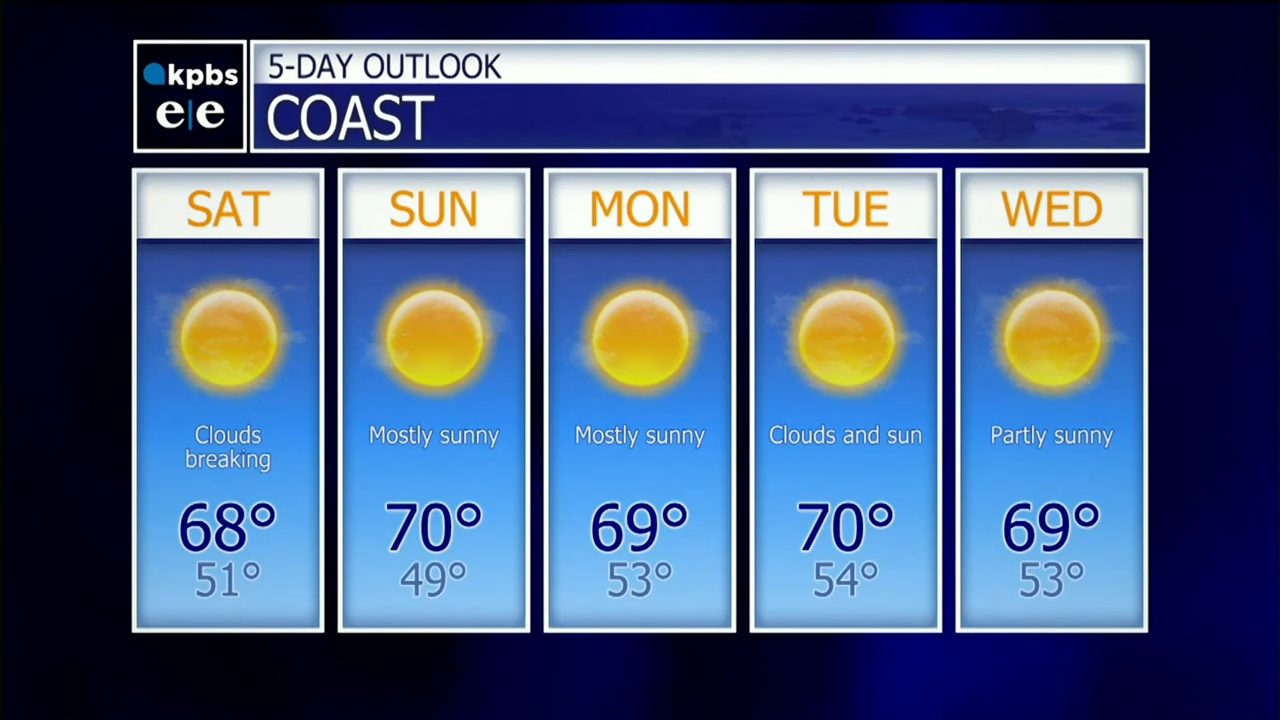 kpbs
e|e
5-DAY OUTLOOK
COAST
SAT
Clouds
breaking
68°
51°
SUN
Mostly sunny
70°
49°
MON
Mostly sunny
69°
53°
TUE
Clouds and sun
70°
54°
WED
Partly sunny
69°
53°